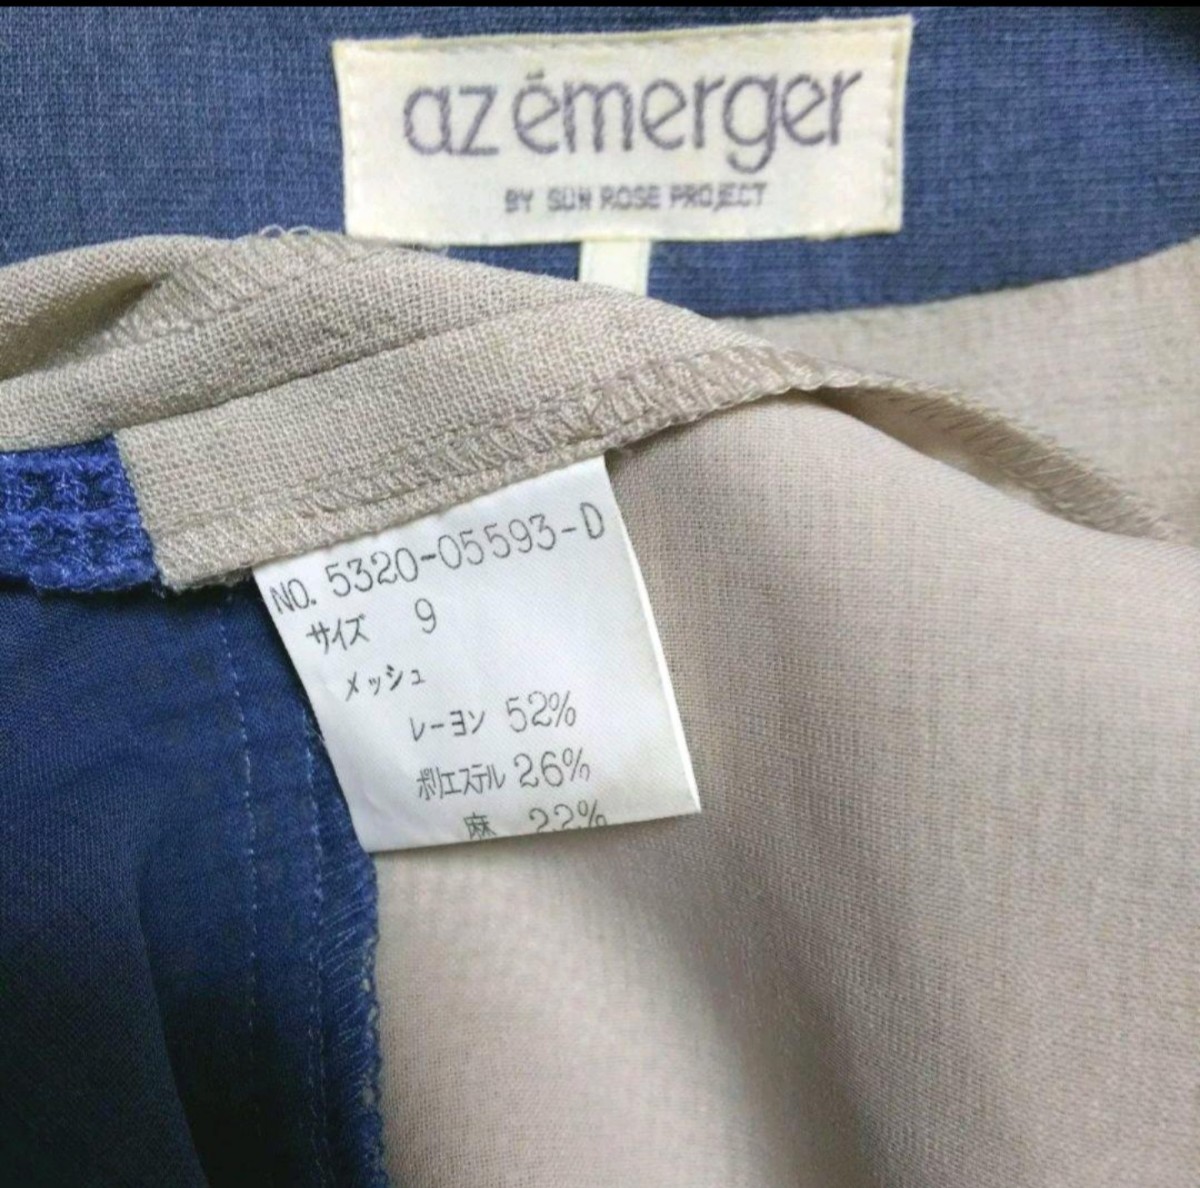 az émerger
BY SUN ROSE PROJECT
NO. 5320-05593-D
サイズ 9
メッシュ
レーヨン 52%
ポリエステル 26%
麻 22%